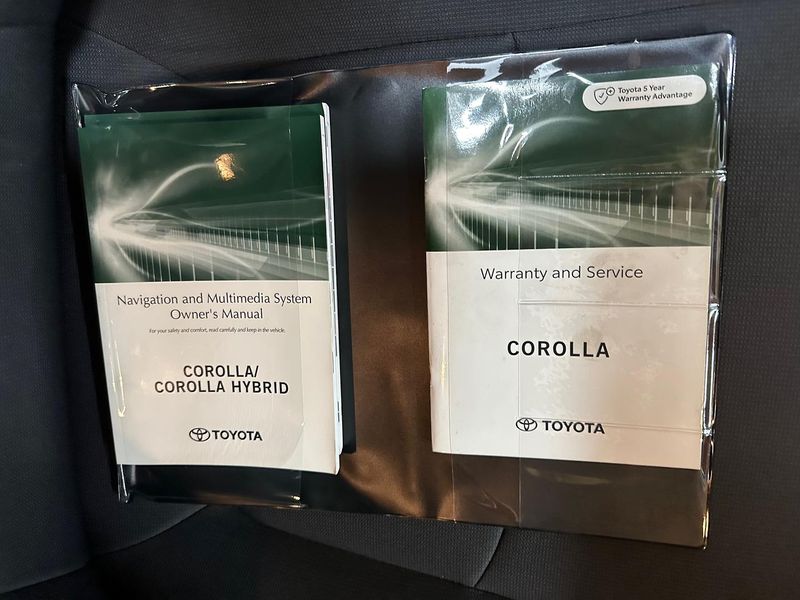 Navigation and Multimedia System
Owner's Manual
For your safety and comfort, read carefully and keep in the vehicle.
COROLLA/
COROLLA HYBRID
TOYOTA
Toyota 5 Year
Warranty Advantage
Warranty and Service
COROLLA
TOYOTA